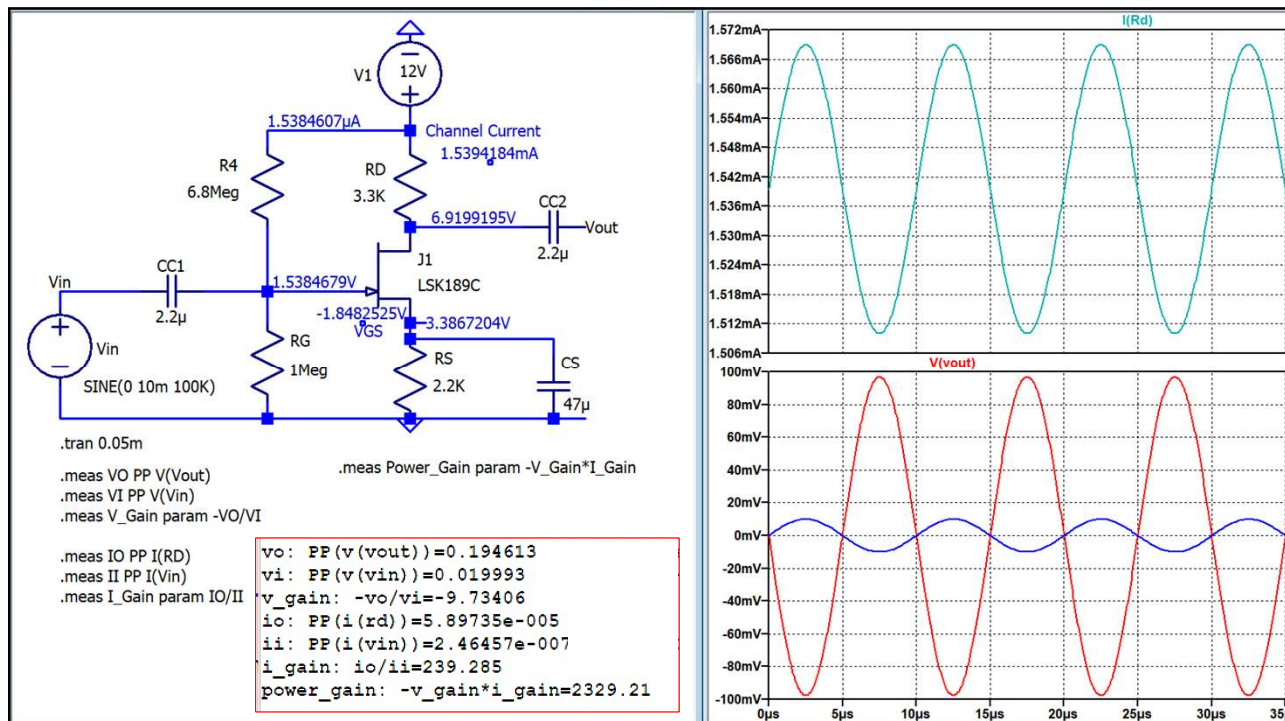 V1
12V
1.5384607µA
Channel Current
1.5394184mA
R4
6.8Meg
RD
3.3K
6.9199195V
CC2
Vout
2.2µ
J1
LSK189C
Vin
CC1
2.2µ
1.5384679V
-1.8482525V
VGS
3.3867204V
Vin
RG
1Meg
RS
2.2K
CS
47µ
SINE(0 10m 100K)
.tran 0.05m
.meas VO PP V(Vout)
.meas VI PP V(Vin)
.meas V_Gain param -VO/VI
.meas Power_Gain param -V_Gain*I_Gain
.meas IO PP I(RD)
.meas II PP I(Vin)
.meas I_Gain param IO/II
vo: PP(v(vout))=0.194613
vi: PP(v(vin))=0.019993
v_gain: -vo/vi=-9.73406
io: PP(i(rd))=5.89735e-005
ii: PP(i(vin))=2.46457e-007
i_gain: io/ii=239.285
power_gain: -v_gain*i_gain=2329.21
I(Rd)
1.572mA
1.566mA
1.560mA
1.554mA
1.548mA
1.542mA
1.536mA
1.530mA
1.524mA
1.518mA
1.512mA
1.506mA
V(vout)
100mV
80mV
60mV
40mV
20mV
0mV
-20mV
-40mV
-60mV
-80mV
-100mV
0µs 5µs 10µs 15µs 20µs 25µs 30µs